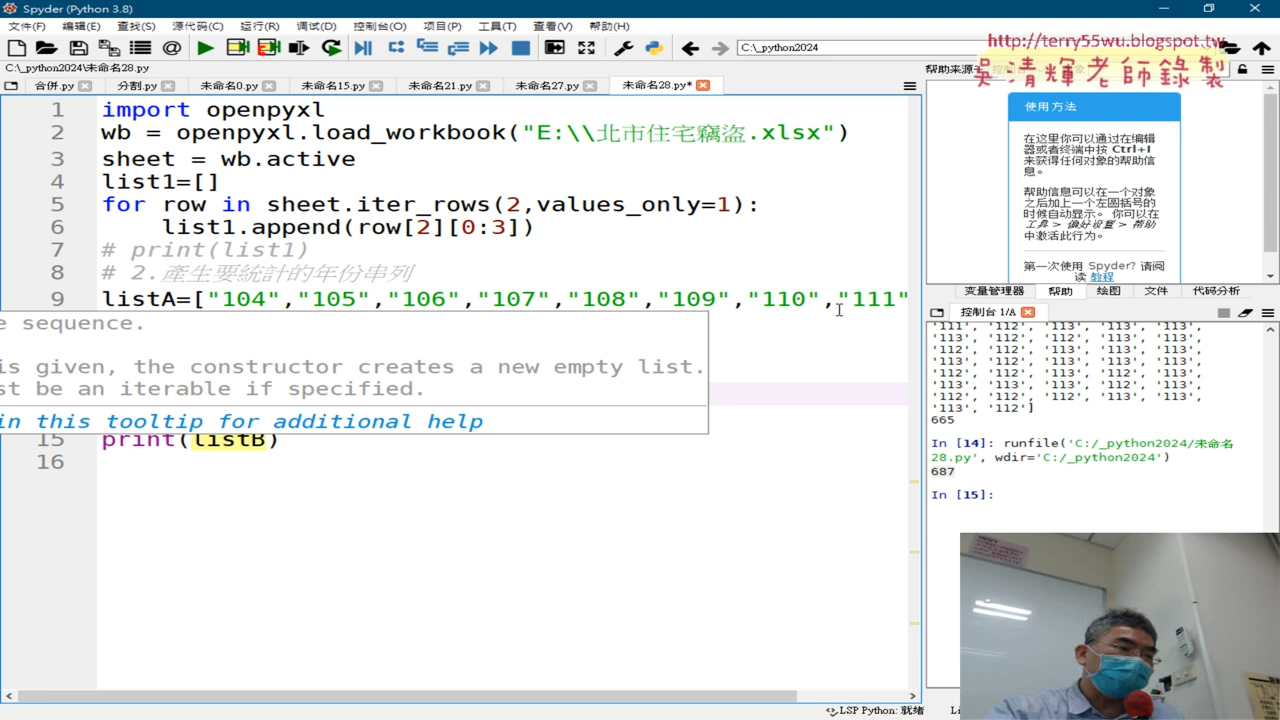 Spyder (Python 3.8)
文件(F) 编辑(E) 查找(S) 源代码(C) 运行(R) 调试(D) 控制台(O) 项目(P) 工具(T) 查看(V) 帮助(H)
C:\_python2024
http://terry55wu.blogspot.tw
吳清輝老師錄製
C:\_python2024\未命名28.py
帮助来源
合併.py 分割.py 未命名0.py 未命名15.py 未命名21.py 未命名27.py 未命名28.py*
1 import openpyxl
2 wb = openpyxl.load_workbook("E:\\北市住宅竊盜.xlsx")
3 sheet = wb.active
4 list1=[]
5 for row in sheet.iter_rows(2,values_only=1):
6 list1.append(row[2][0:3])
7 # print(list1)
8 # 2.產生要統計的年份串列
9 listA=["104","105","106","107","108","109","110","111"
e sequence.
is given, the constructor creates a new empty list.
st be an iterable if specified.
in this tooltip for additional help
15 print(listB)
16
使用方法
在这里你可以通过在编辑
器或者终端中按 Ctrl+I
来获得任何对象的帮助信
息。
帮助信息可以在一个对象
之后加上一个左圆括号的
时候自动显示。 你可以在
工具 > 偏好设置 > 帮助
中激活此行为。
第一次使用 Spyder? 请阅
读 教程
变量管理器 帮助 绘图 文件 代码分析
控制台 1/A
'111', '112', '113', '113', '113',
'113', '112', '112', '113', '113',
'112', '112', '113', '113', '113',
'113', '112', '113', '113', '113',
'112', '112', '113', '112', '113',
'113', '112', '113', '113', '113',
'112', '112', '113', '112', '113',
'113', '112']
665
In [14]: runfile('C:/_python2024/未命名
28.py', wdir='C:/_python2024')
687
In [15]:
LSP Python: 就绪